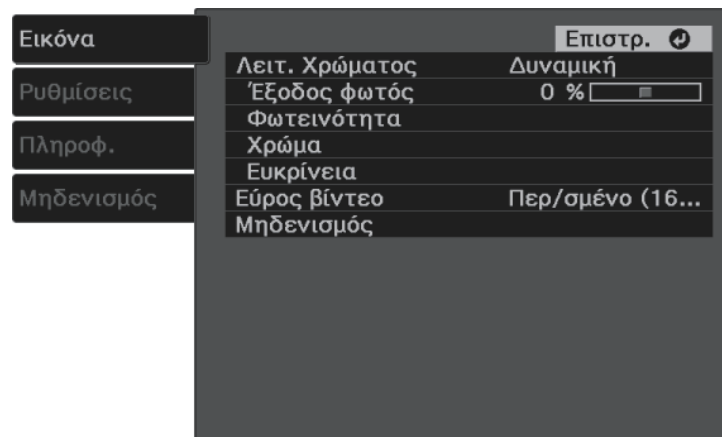 Εικόνα
Ρυθμίσεις
Πληροφ.
Μηδενισμός
Επιστρ.
Λειτ. Χρώματος Δυναμική
Έξοδος φωτός 0 %
Φωτεινότητα
Χρώμα
Ευκρίνεια
Εύρος βίντεο Περ/σμένο (16...
Μηδενισμός